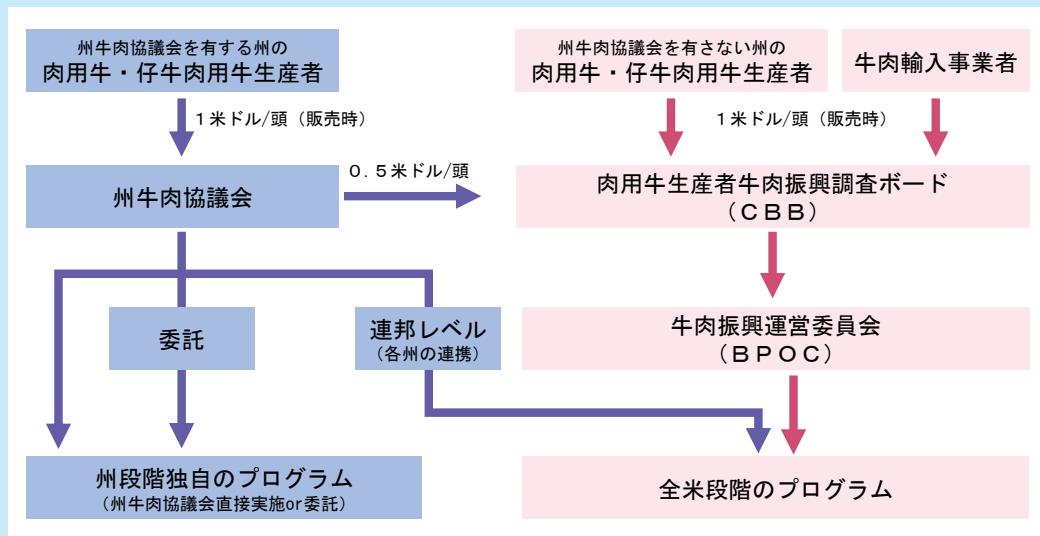 州牛肉協議会を有する州の
肉用牛・仔牛肉用牛生産者
州牛肉協議会を有さない州の
肉用牛・仔牛肉用牛生産者
牛肉輸入事業者
1米ドル/頭（販売時）
1米ドル/頭（販売時）
州牛肉協議会
0.5米ドル/頭
肉用牛生産者牛肉振興調査ボード
（ＣＢＢ）
委託
連邦レベル
（各州の連携）
牛肉振興運営委員会
（ＢＰＯＣ）
州段階独自のプログラム
（州牛肉協議会直接実施or委託）
全米段階のプログラム